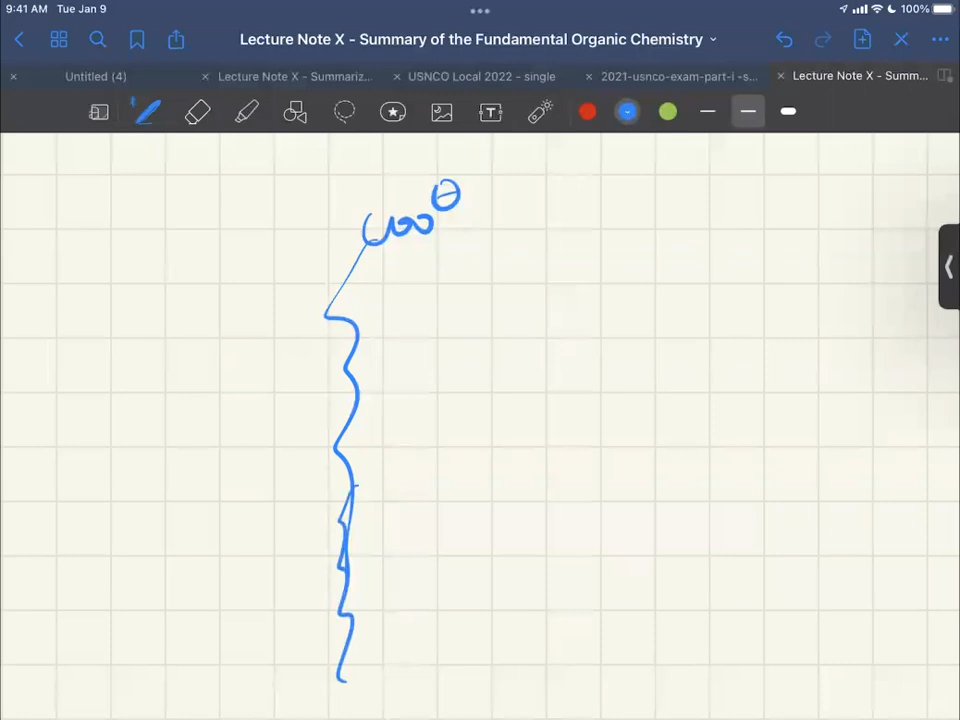 9:41 AM Tue Jan 9
100%
Lecture Note X - Summary of the Fundamental Organic Chemistry
Untitled (4)
Lecture Note X - Summariz...
USNCO Local 2022 - single
2021-usnco-exam-part-i -s...
Lecture Note X - Summ...
T
COO⊖